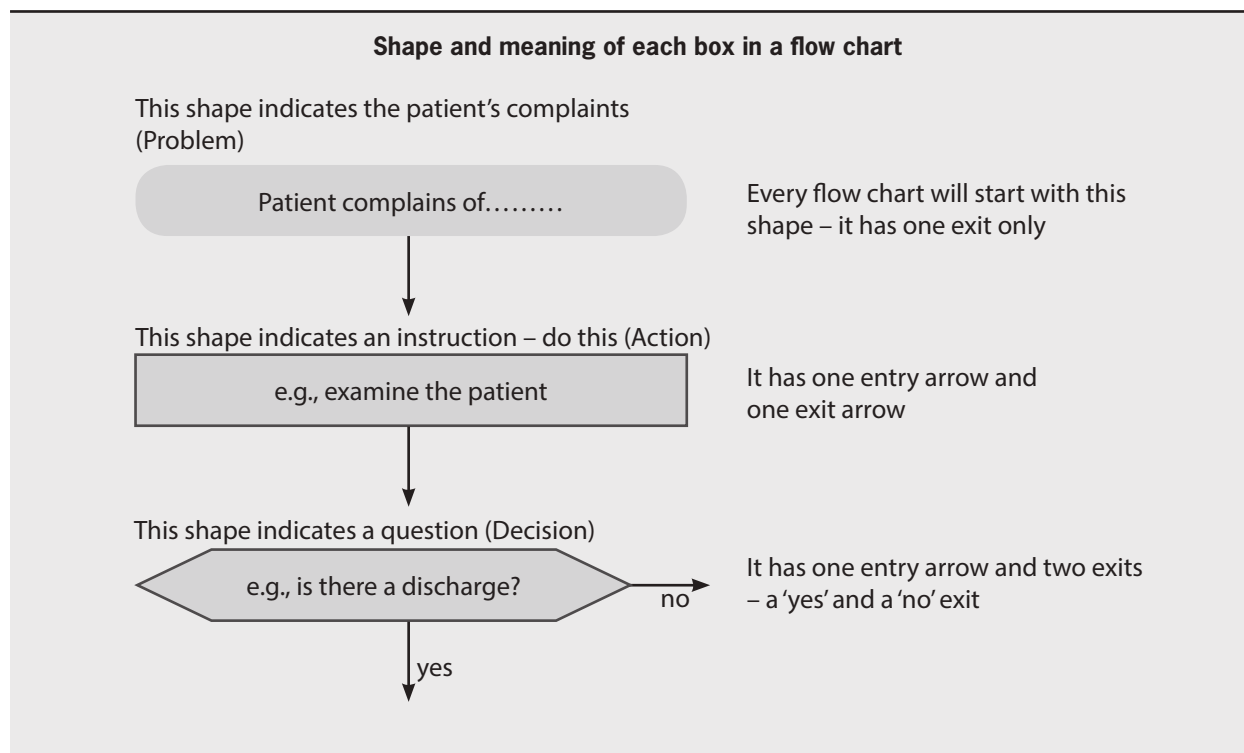 Shape and meaning of each box in a flow chart
This shape indicates the patient’s complaints
(Problem)
Patient complains of………
Every flow chart will start with this
shape – it has one exit only
This shape indicates an instruction – do this (Action)
e.g., examine the patient
It has one entry arrow and
one exit arrow
This shape indicates a question (Decision)
e.g., is there a discharge?
no
It has one entry arrow and two exits
– a ‘yes’ and a ‘no’ exit
yes